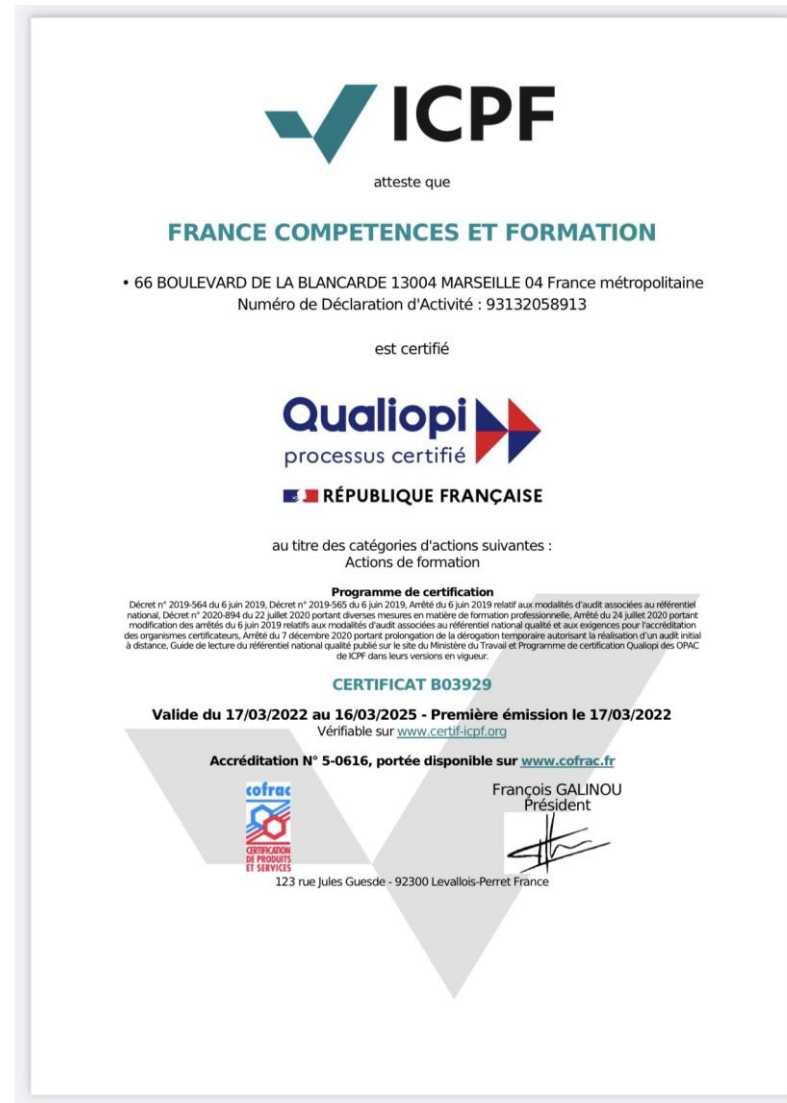 ICPF
atteste que
FRANCE COMPETENCES ET FORMATION
• 66 BOULEVARD DE LA BLANCARDE 13004 MARSEILLE 04 France métropolitaine
Numéro de Déclaration d'Activité : 93132058913
est certifié
Qualiopi
processus certifié
RÉPUBLIQUE FRANÇAISE
au titre des catégories d'actions suivantes :
Actions de formation
Programme de certification
Décret n° 2019-564 du 6 juin 2019, Décret n° 2019-565 du 6 juin 2019, Arrêté du 6 juin 2019 relatif aux modalités d'audit associées au référentiel
national, Décret n° 2020-894 du 22 juillet 2020 portant diverses mesures en matière de formation professionnelle, Arrêté du 24 juillet 2020 portant
modification des arrêtés du 6 juin 2019 relatifs aux modalités d'audit associées au référentiel national qualité et aux exigences pour l'accréditation
des organismes certificateurs, Arrêté du 7 décembre 2020 portant prolongation de la dérogation temporaire autorisant la réalisation d'un audit initial
à distance, Guide de lecture du référentiel national qualité publié sur le site du Ministère du Travail et Programme de certification Qualiopi des OPAC
de ICPF dans leurs versions en vigueur.
CERTIFICAT B03929
Valide du 17/03/2022 au 16/03/2025 - Première émission le 17/03/2022
Vérifiable sur www.certif-icpf.org
Accréditation N° 5-0616, portée disponible sur www.cofrac.fr
cofrac
CERTIFICATION
DE PRODUITS
ET SERVICES
François GALINOU
Président
123 rue Jules Guesde - 92300 Levallois-Perret France